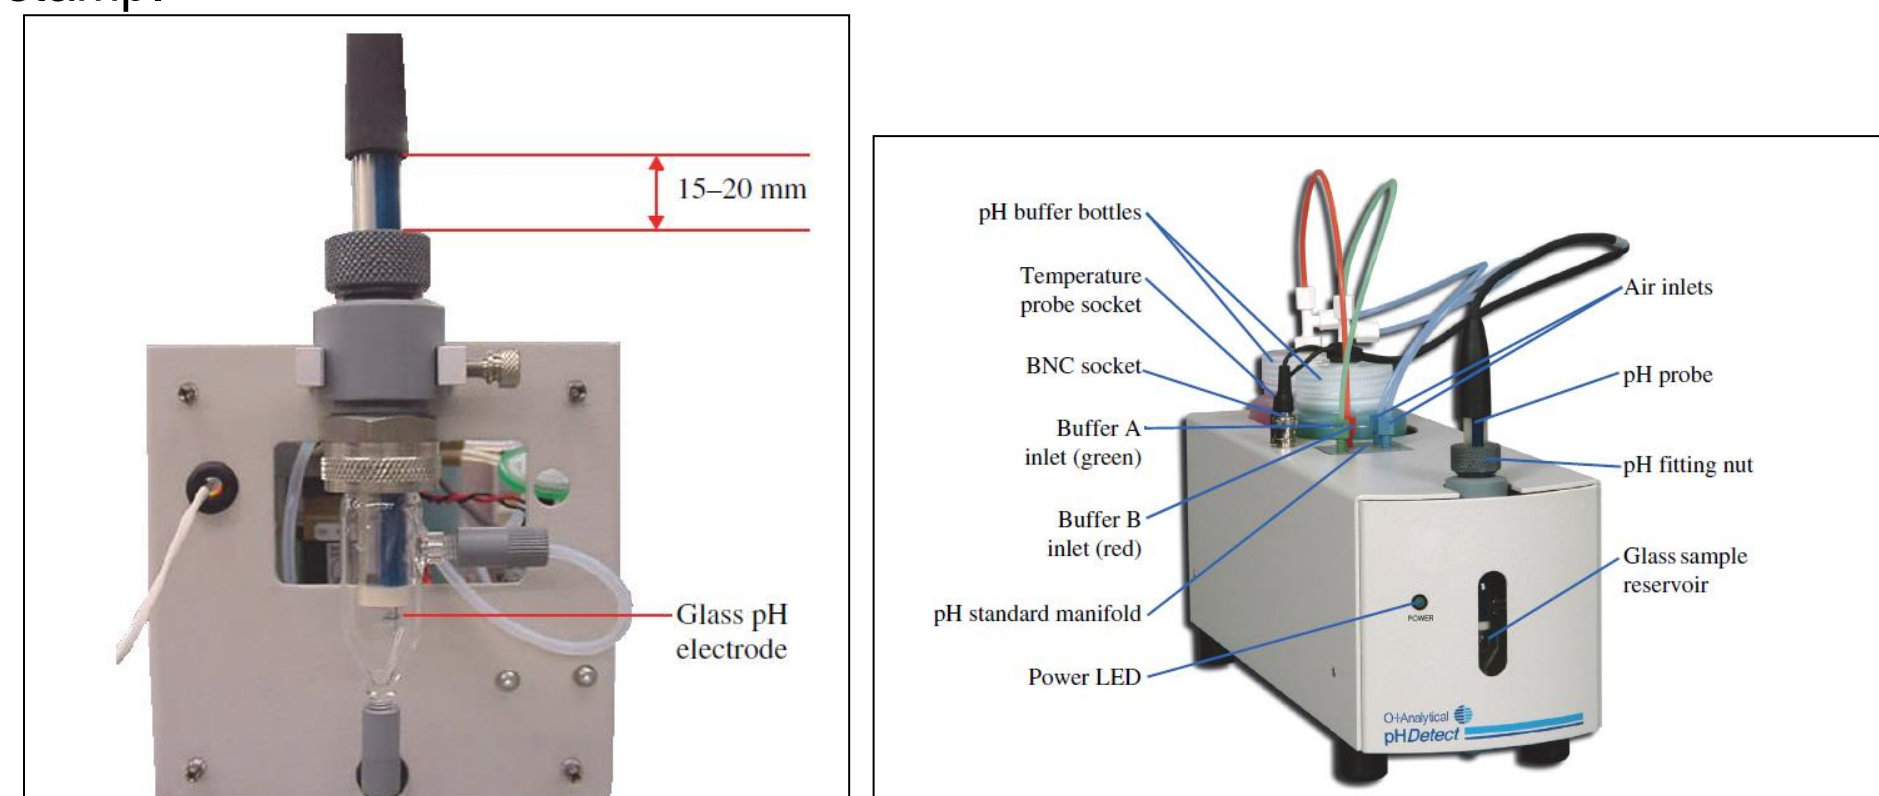 stamp.
15–20 mm
Glass pH
electrode
pH buffer bottles
Temperature
probe socket
BNC socket
Buffer A
inlet (green)
Buffer B
inlet (red)
pH standard manifold
Power LED
Air inlets
pH probe
pH fitting nut
Glass sample
reservoir
POWER
O·I·Analytical
pHDetect